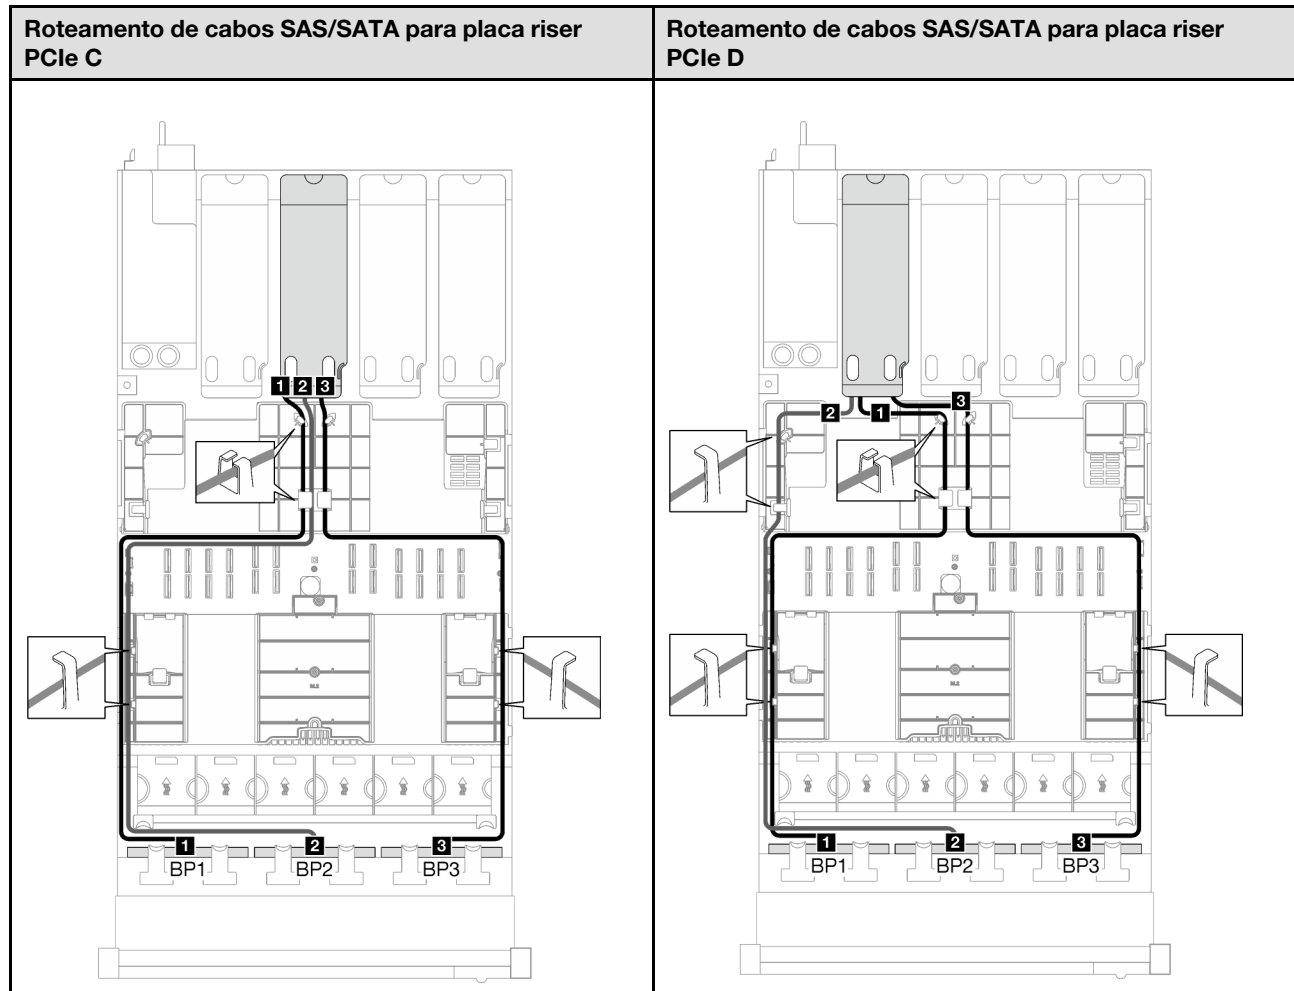 Roteamento de cabos SAS/SATA para placa riser
PCIe C
Roteamento de cabos SAS/SATA para placa riser
PCIe D
1 2 3
2 1 3
1 2 3
BP1 BP2 BP3
1 2 3
BP1 BP2 BP3